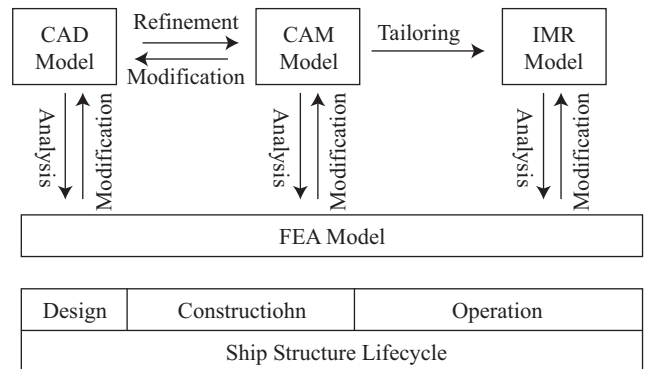 CAD
Model
Refinement
Modification
CAM
Model
Tailoring
IMR
Model
Analysis
Modification
Analysis
Modification
Analysis
Modification
FEA Model
Design
Constructiohn
Operation
Ship Structure Lifecycle